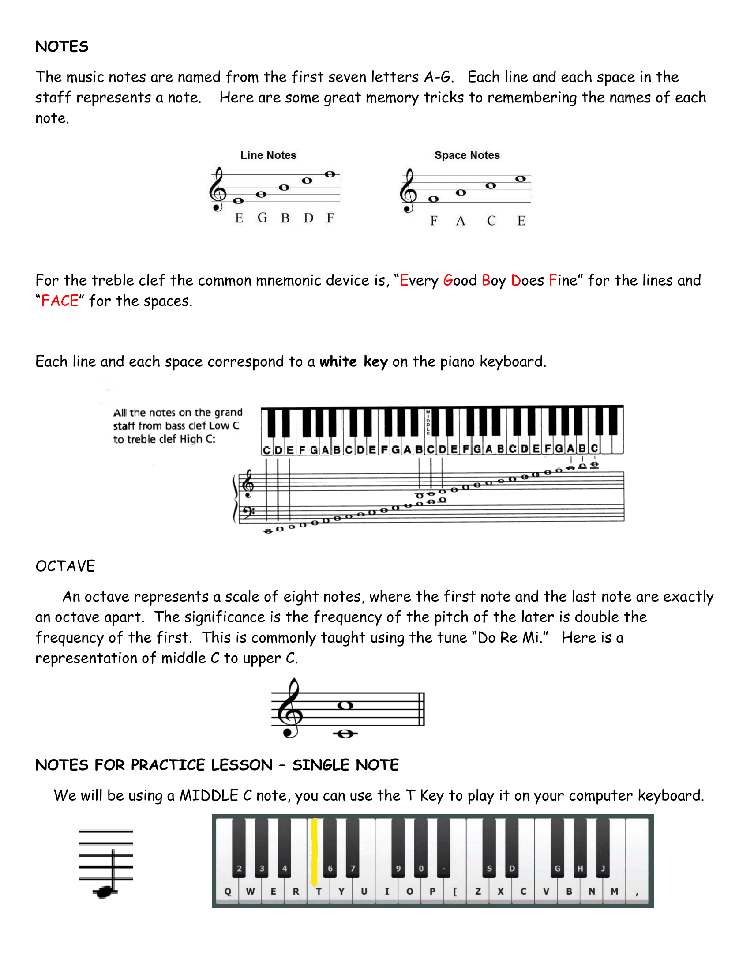 NOTES
The music notes are named from the first seven letters A-G. Each line and each space in the
staff represents a note. Here are some great memory tricks to remembering the names of each
note.
Line Notes
Space Notes
E G B D F
F A C E
For the treble clef the common mnemonic device is, “Every Good Boy Does Fine” for the lines and
“FACE” for the spaces.
Each line and each space correspond to a white key on the piano keyboard.
All the notes on the grand
staff from bass clef Low C
to treble clef High C:
MIDDLE
C D E F G A B C D E F G A B C D E F G A B C D E F G A B C
OCTAVE
An octave represents a scale of eight notes, where the first note and the last note are exactly
an octave apart. The significance is the frequency of the pitch of the later is double the
frequency of the first. This is commonly taught using the tune “Do Re Mi.” Here is a
representation of middle C to upper C.
NOTES FOR PRACTICE LESSON – SINGLE NOTE
We will be using a MIDDLE C note, you can use the T Key to play it on your computer keyboard.
2 3 4 6 7 9 0 - S D G H J
Q W E R T Y U I O P [ Z X C V B N M ,